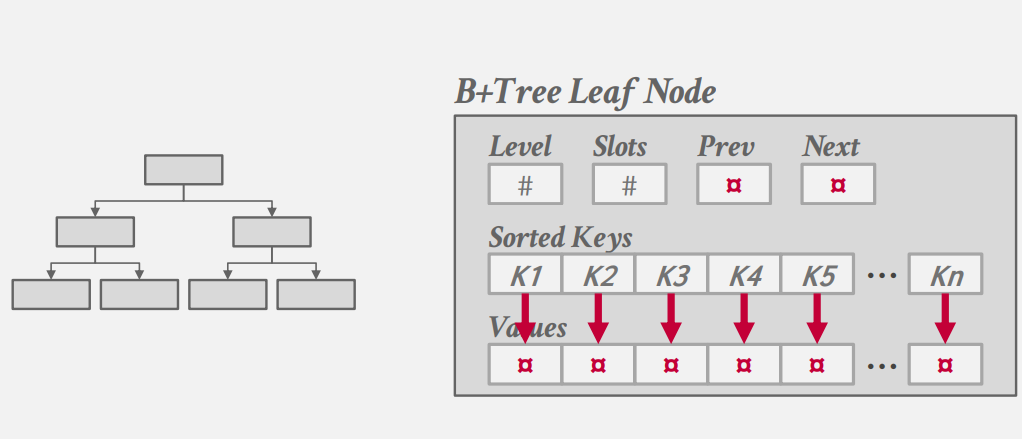 B+Tree Leaf Node
Level Slots Prev Next
# # ¤ ¤
Sorted Keys
K1 K2 K3 K4 K5 ··· Kn
Values
¤ ¤ ¤ ¤ ¤ ··· ¤